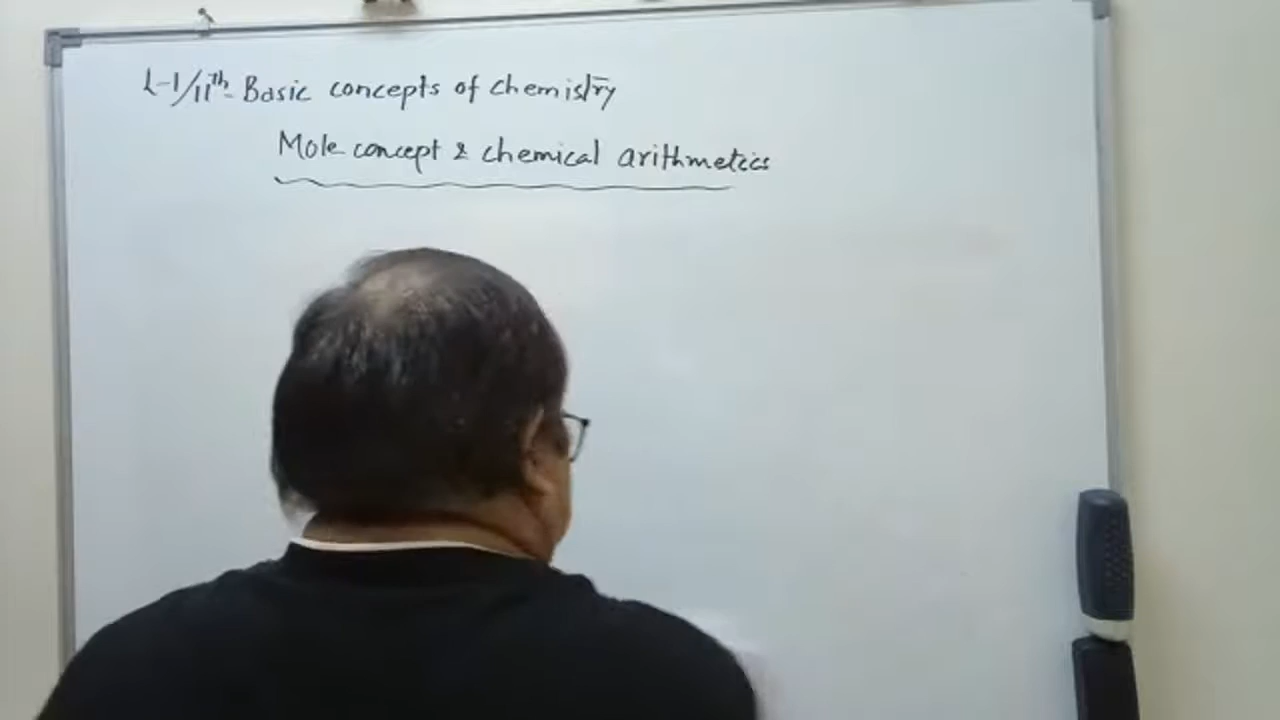 L-1/11th- Basic concepts of chemistry
Mole concept & chemical arithmetics